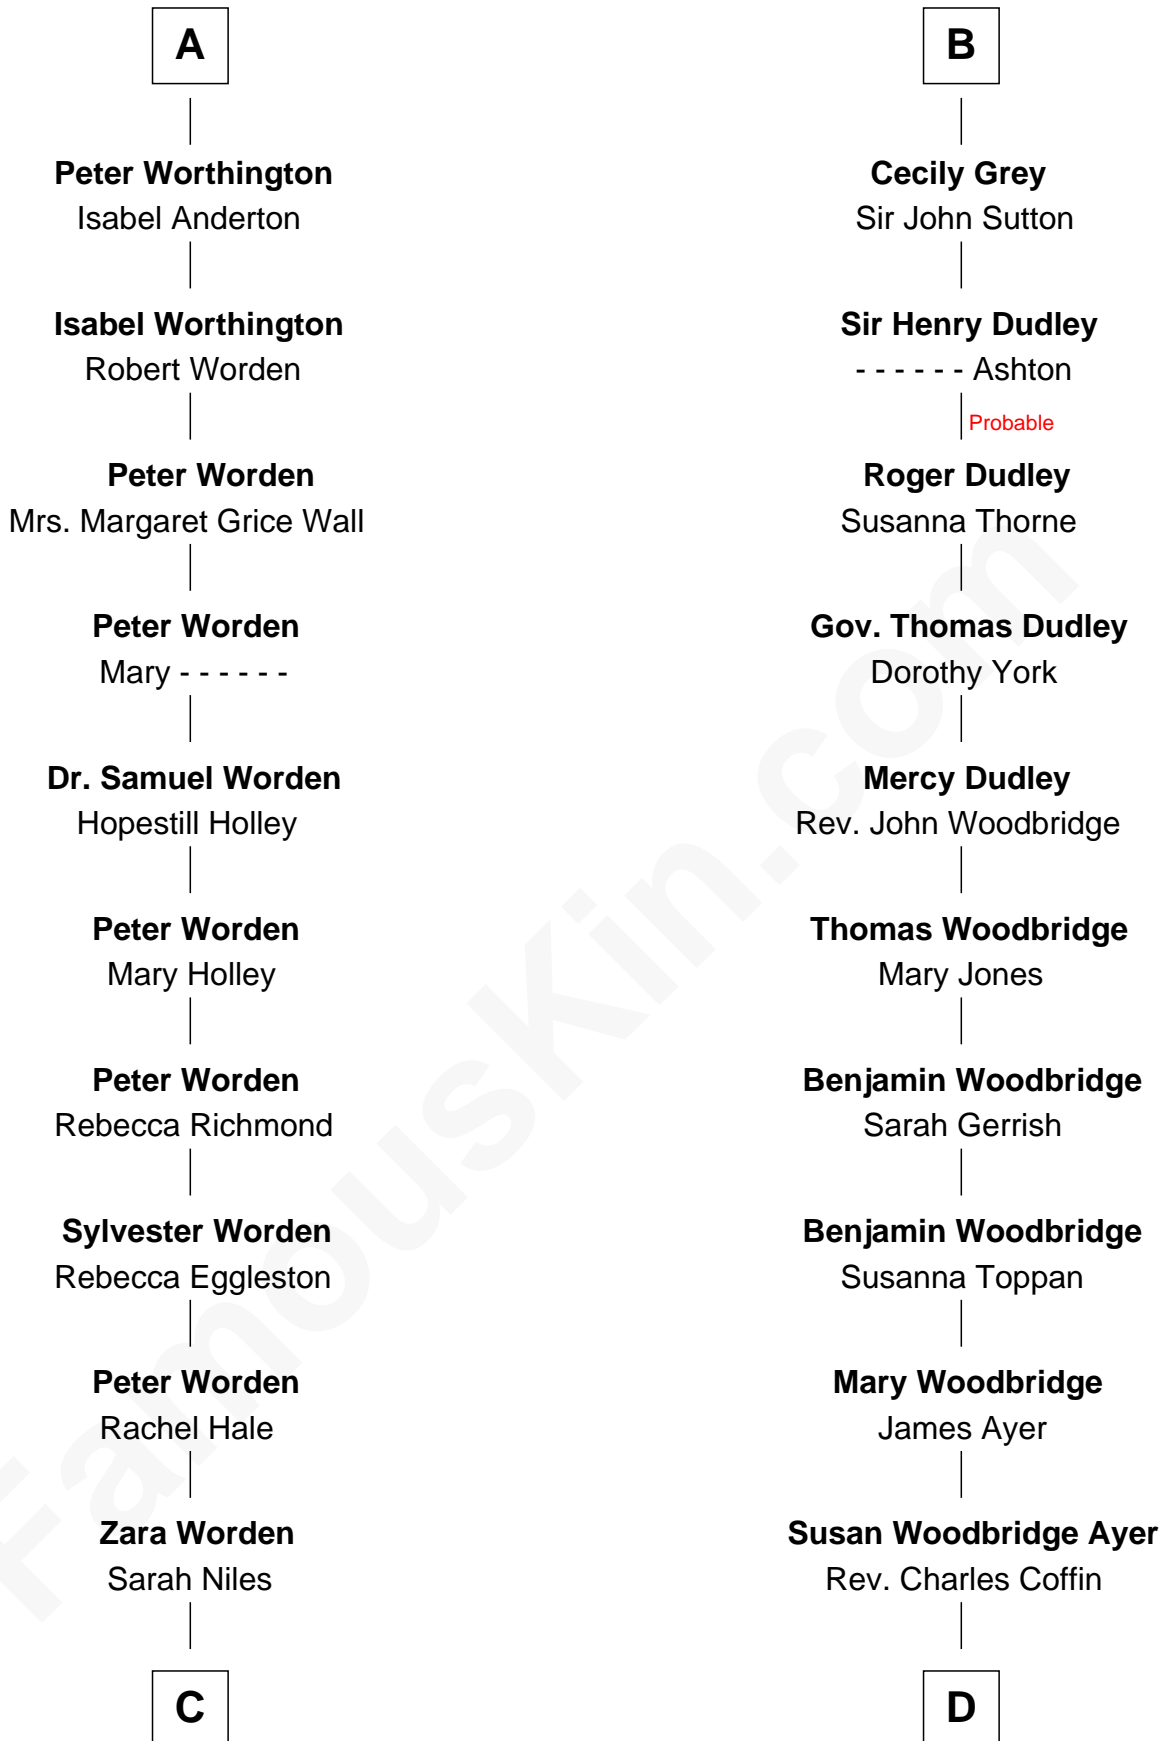 A
Peter Worthington
Isabel Anderton
Isabel Worthington
Robert Worden
Peter Worden
Mrs. Margaret Grice Wall
Peter Worden
Mary - - - - - -
Dr. Samuel Worden
Hopestill Holley
Peter Worden
Mary Holley
Peter Worden
Rebecca Richmond
Sylvester Worden
Rebecca Eggleston
Peter Worden
Rachel Hale
Zara Worden
Sarah Niles
C
B
Cecily Grey
Sir John Sutton
Sir Henry Dudley
- - - - - - Ashton
Probable
Roger Dudley
Susanna Thorne
Gov. Thomas Dudley
Dorothy York
Mercy Dudley
Rev. John Woodbridge
Thomas Woodbridge
Mary Jones
Benjamin Woodbridge
Sarah Gerrish
Benjamin Woodbridge
Susanna Toppan
Mary Woodbridge
James Ayer
Susan Woodbridge Ayer
Rev. Charles Coffin
D
FamousKin.com